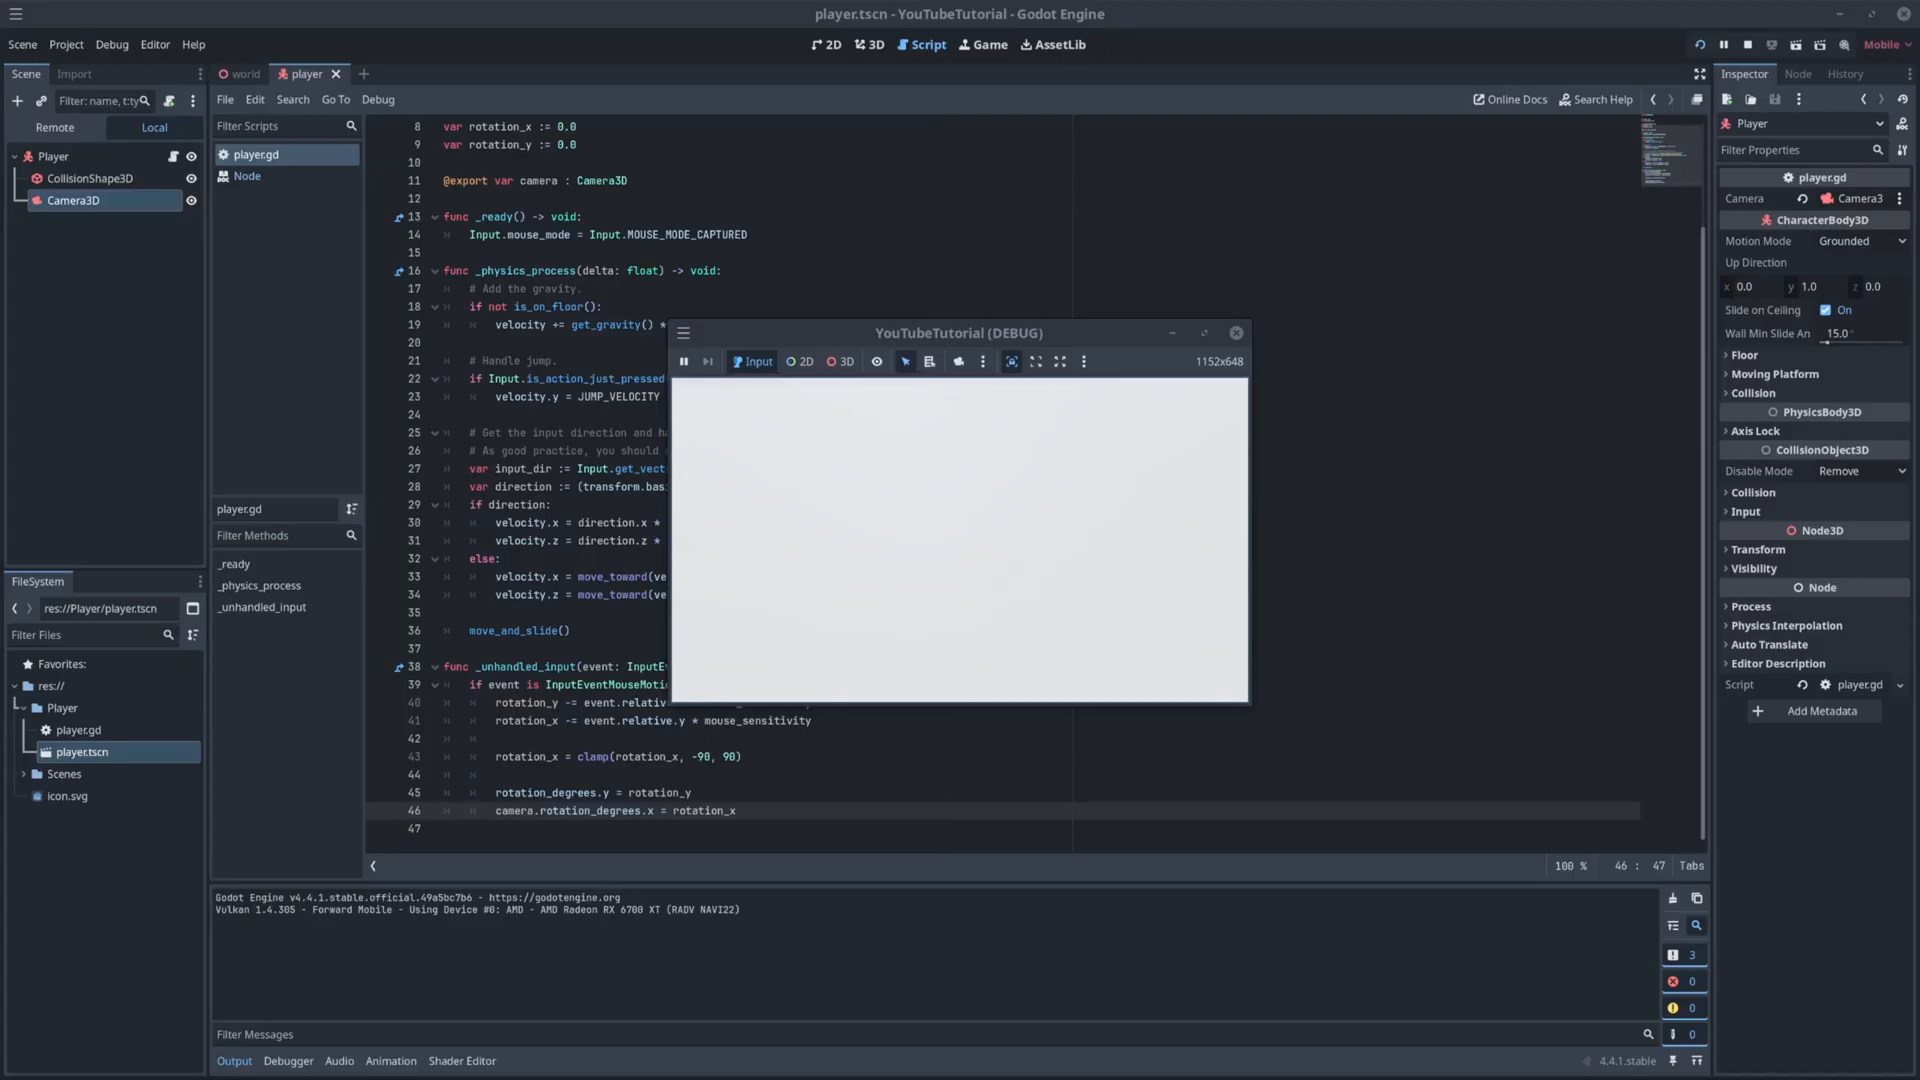 player.tscn - YouTubeTutorial - Godot Engine
Scene Project Debug Editor Help
2D 3D Script Game AssetLib
Mobile
Scene Import
world player
Inspector Node History
Filter: name, t:ty
File Edit Search Go To Debug
Online Docs Search Help
Remote Local
Filter Scripts
Player
CollisionShape3D
Camera3D
player.gd
Node
8 var rotation_x := 0.0
9 var rotation_y := 0.0
10
11 @export var camera : Camera3D
12
13 func _ready() -> void:
14 Input.mouse_mode = Input.MOUSE_MODE_CAPTURED
15
16 func _physics_process(delta: float) -> void:
17 # Add the gravity.
18 if not is_on_floor():
19 velocity += get_gravity() *
20
21 # Handle jump.
22 if Input.is_action_just_pressed
23 velocity.y = JUMP_VELOCITY
24
25 # Get the input direction and ha
26 # As good practice, you should
27 var input_dir := Input.get_vect
28 var direction := (transform.bas
29 if direction:
30 velocity.x = direction.x *
31 velocity.z = direction.z *
32 else:
33 velocity.x = move_toward(ve
34 velocity.z = move_toward(ve
35
36 move_and_slide()
37
38 func _unhandled_input(event: InputE
39 if event is InputEventMouseMoti
40 rotation_y -= event.relative
41 rotation_x -= event.relative.y * mouse_sensitivity
42
43 rotation_x = clamp(rotation_x, -90, 90)
44
45 rotation_degrees.y = rotation_y
46 camera.rotation_degrees.x = rotation_x
47
YouTubeTutorial (DEBUG)
Input 2D 3D
1152x648
player.gd
Filter Methods
_ready
_physics_process
_unhandled_input
FileSystem
res://Player/player.tscn
Filter Files
Favorites:
res://
Player
player.gd
player.tscn
Scenes
icon.svg
100 % 46 : 47 Tabs
Godot Engine v4.4.1.stable.official.49a5bc7b6 - https://godotengine.org
Vulkan 1.4.305 - Forward Mobile - Using Device #0: AMD - AMD Radeon RX 6700 XT (RADV NAVI22)
3
0
0
0
Filter Messages
Output Debugger Audio Animation Shader Editor
4.4.1.stable
Player
Filter Properties
player.gd
Camera Camera3
CharacterBody3D
Motion Mode Grounded
Up Direction
x 0.0 y 1.0 z 0.0
Slide on Ceiling On
Wall Min Slide An 15.0 °
Floor
Moving Platform
Collision
PhysicsBody3D
Axis Lock
CollisionObject3D
Disable Mode Remove
Collision
Input
Node3D
Transform
Visibility
Node
Process
Physics Interpolation
Auto Translate
Editor Description
Script player.gd
Add Metadata